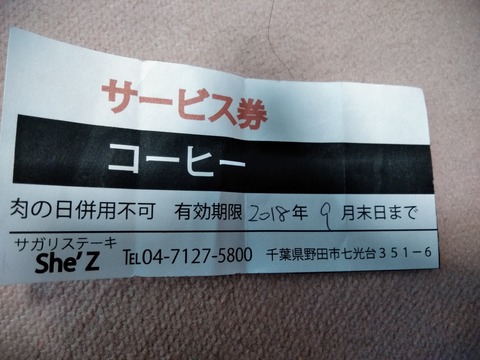 サービス券
コーヒー
肉の日併用不可 有効期限 2018年 9 月末日まで
サガリステーキ
She'Z TEL04-7127-5800 千葉県野田市七光台351-6